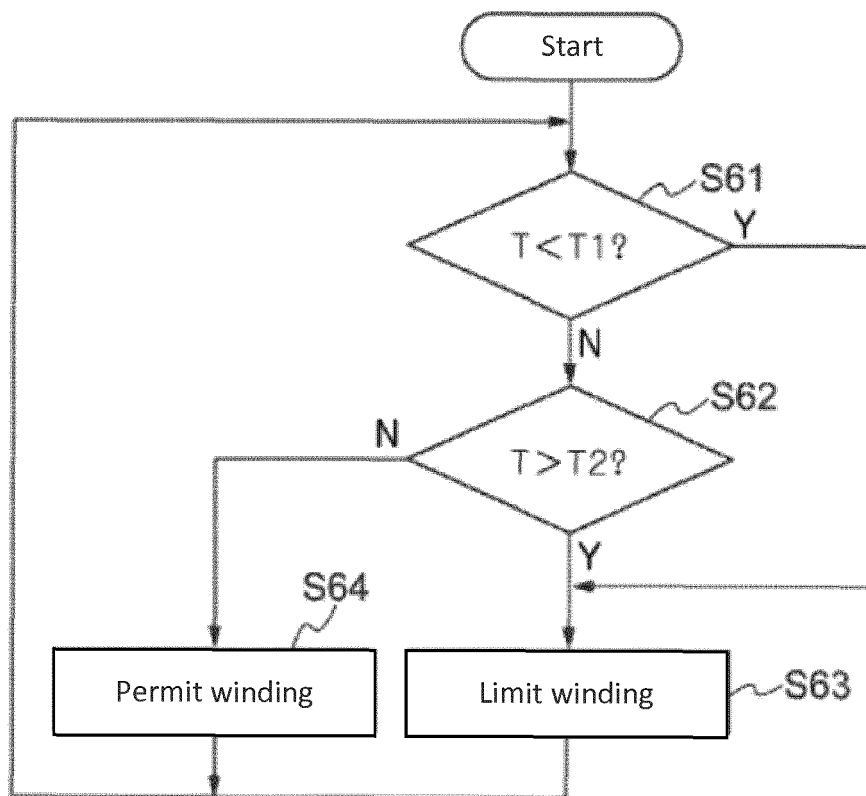 Start
S61
T<T1?
Y
N
S62
N
T>T2?
Y
S64
Permit winding
Limit winding
S63